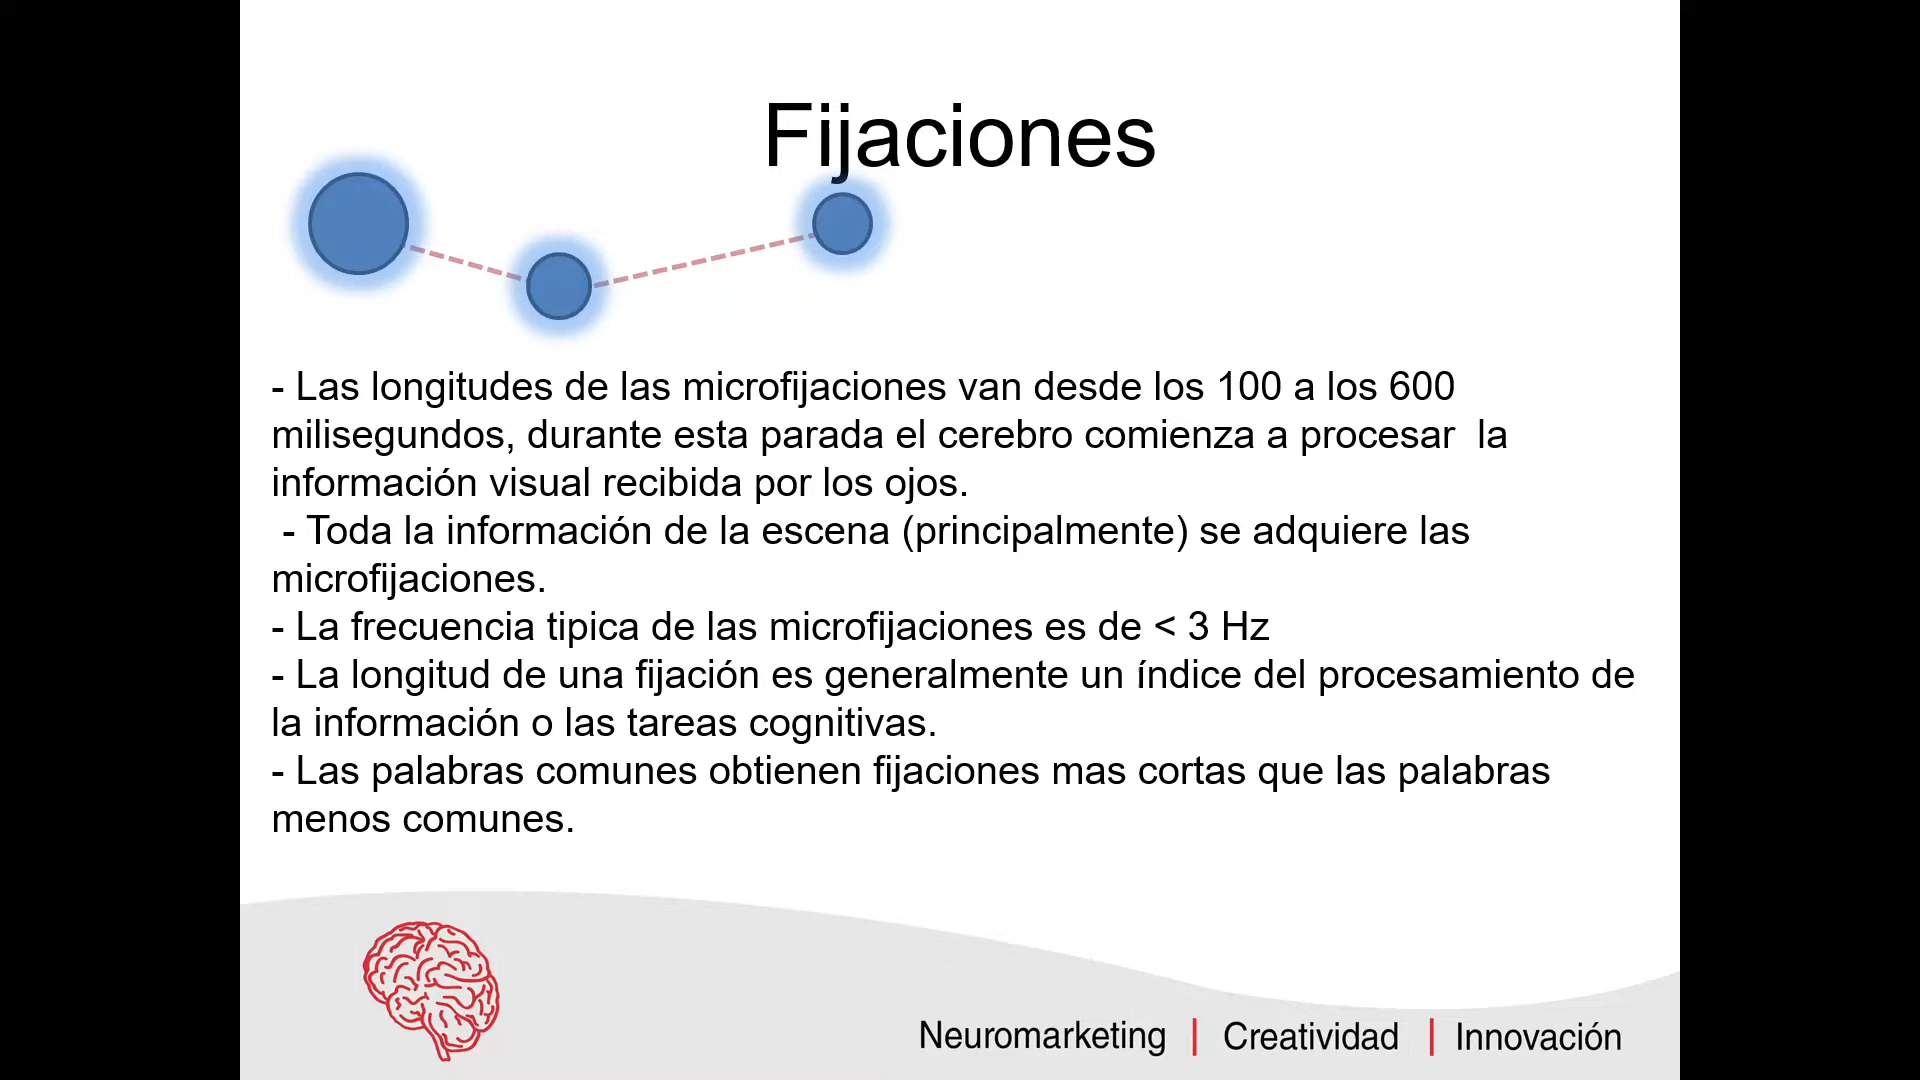 Fijaciones
- Las longitudes de las microfijaciones van desde los 100 a los 600
milisegundos, durante esta parada el cerebro comienza a procesar  la
información visual recibida por los ojos.
- Toda la información de la escena (principalmente) se adquiere las
microfijaciones.
- La frecuencia tipica de las microfijaciones es de < 3 Hz
- La longitud de una fijación es generalmente un índice del procesamiento de
la información o las tareas cognitivas.
- Las palabras comunes obtienen fijaciones mas cortas que las palabras
menos comunes.
Neuromarketing | Creatividad | Innovación